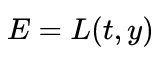 E = L(t, y)